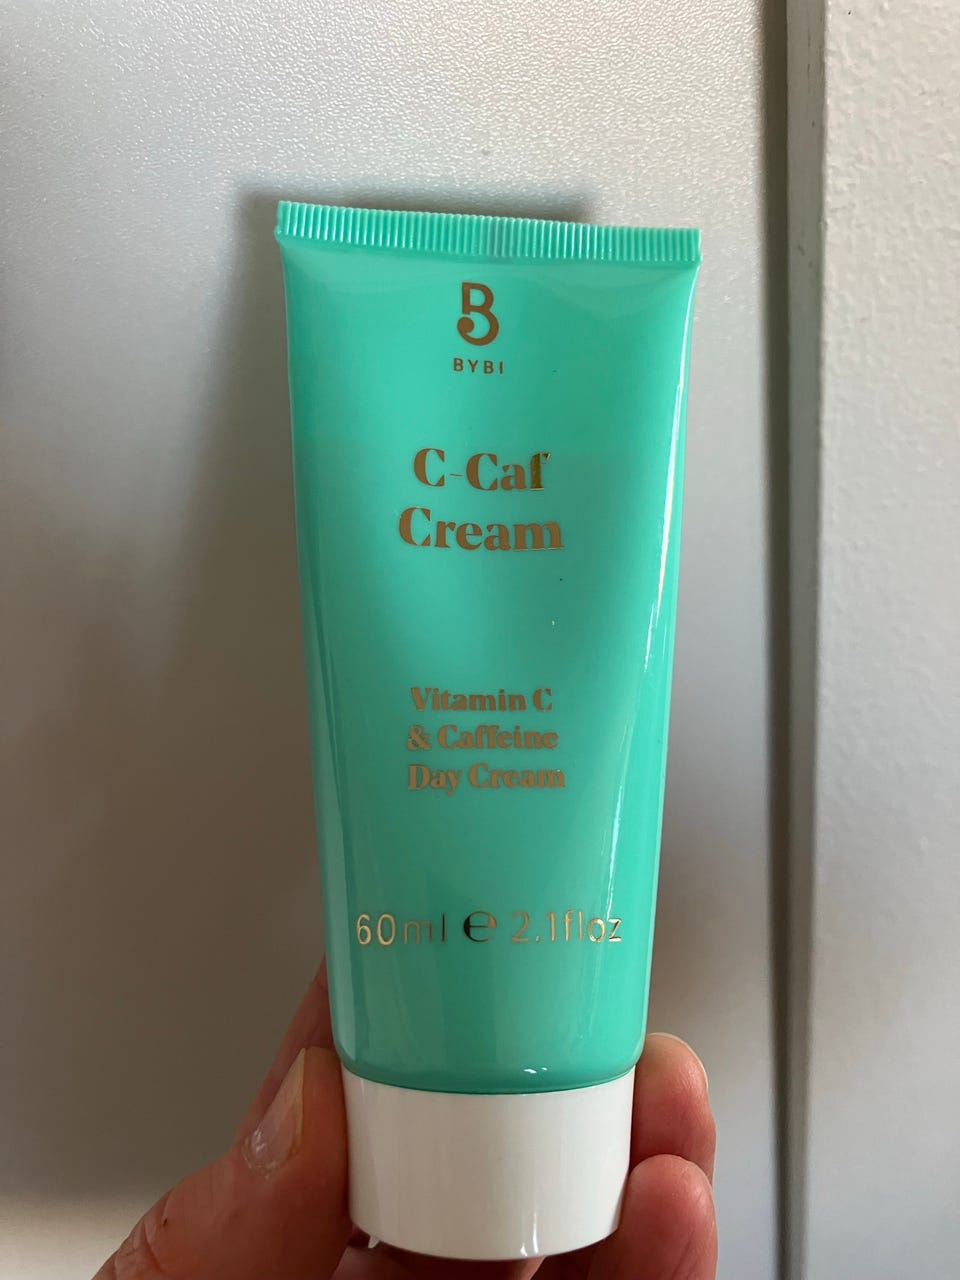 B
BYBI
C-Caf
Cream
Vitamin C
& Caffeine
Day Cream
60ml ℮ 2.1floz